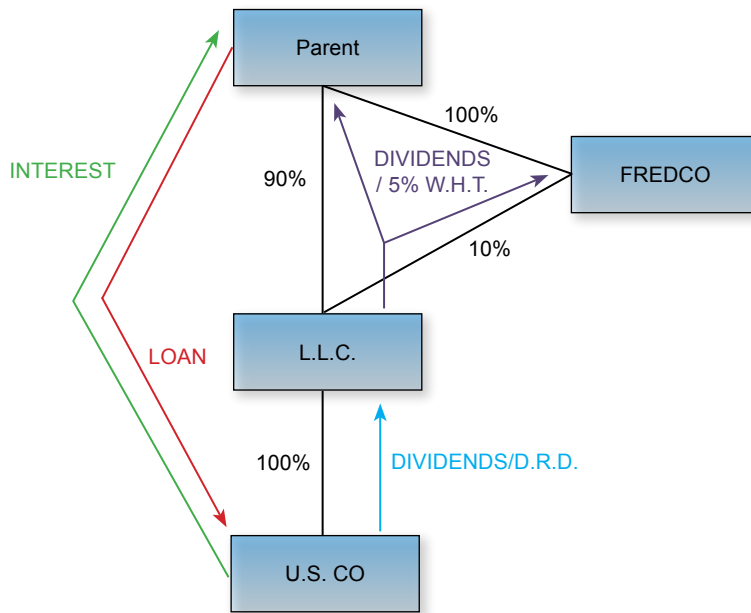 Parent
100%
INTEREST
DIVIDENDS
/ 5% W.H.T.
FREDCO
90%
10%
L.L.C.
LOAN
100%
DIVIDENDS/D.R.D.
U.S. CO